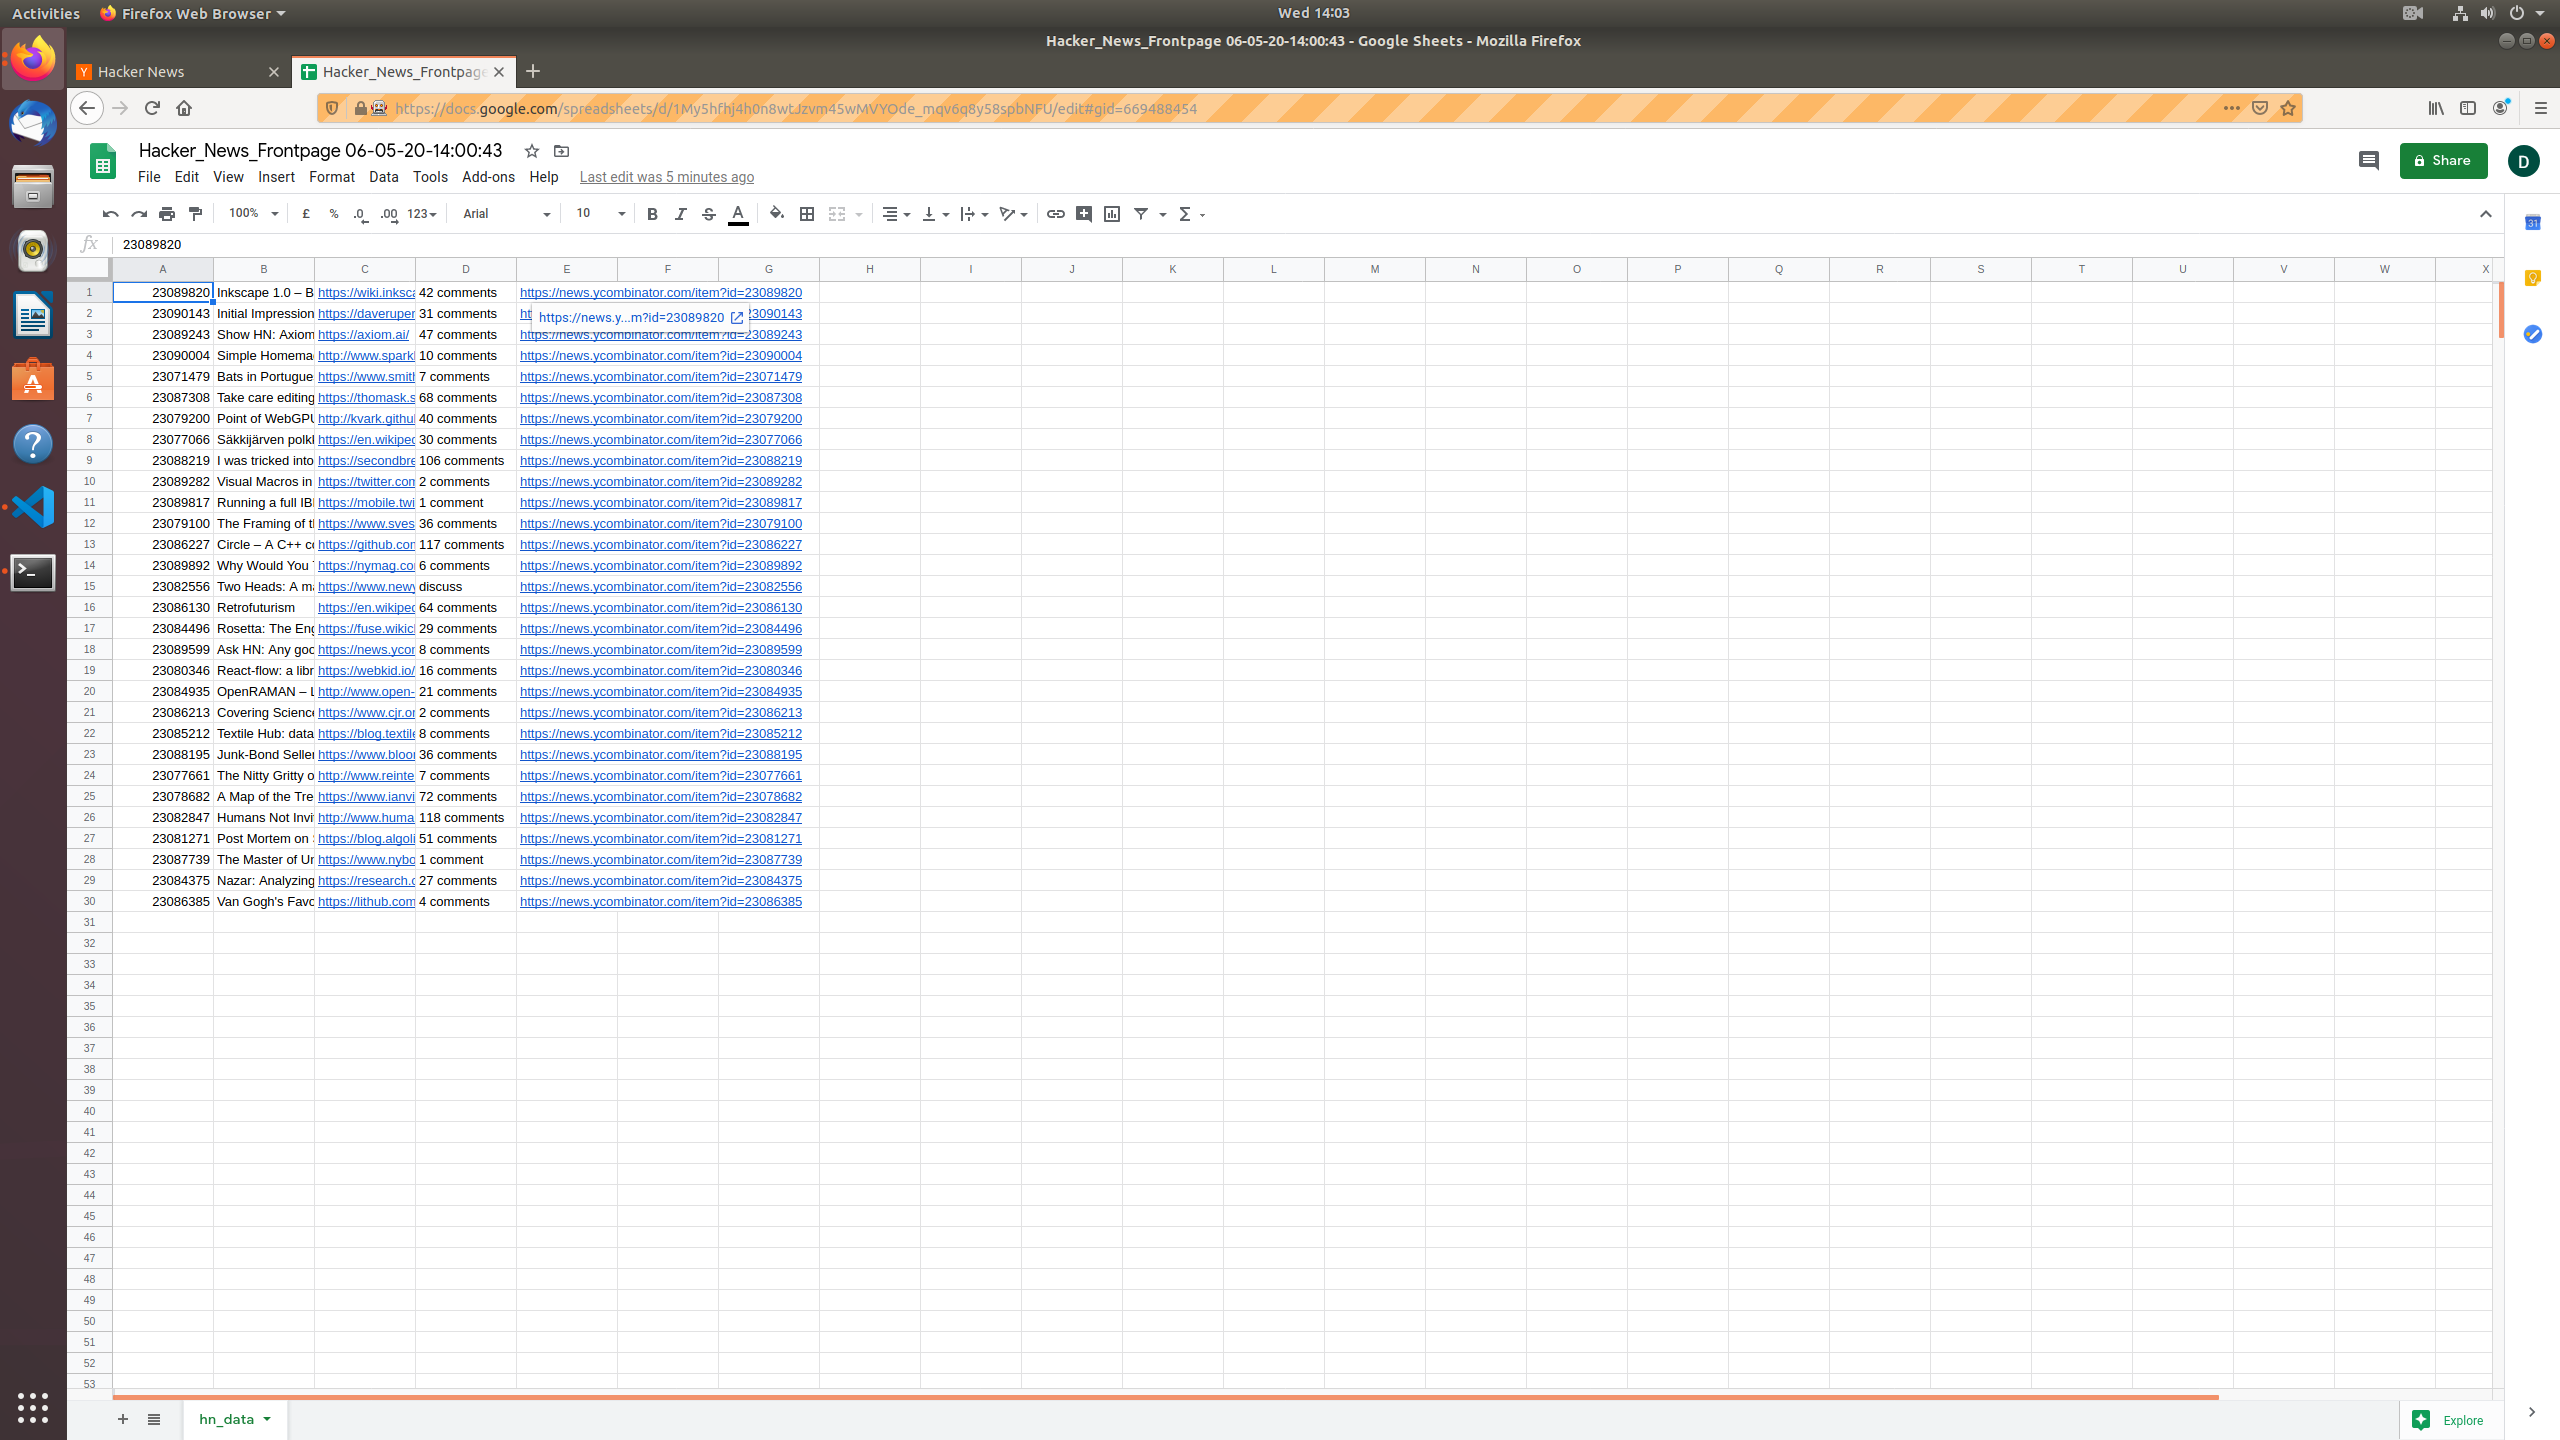 Activities Firefox Web Browser Wed 14:03
Hacker_News_Frontpage 06-05-20-14:00:43 - Google Sheets - Mozilla Firefox
Hacker News Hacker_News_Frontpage
https://docs.google.com/spreadsheets/d/1My5hfhj4h0n8wtJzvm45wMVYOde_mqv6q8y58spbNFU/edit#gid=669488454
Hacker_News_Frontpage 06-05-20-14:00:43
Share D
File Edit View Insert Format Data Tools Add-ons Help Last edit was 5 minutes ago
100% £ % .0 .00 123 Arial 10 B I S A Σ
31
fx 23089820
A B C D E F G H I J K L M N O P Q R S T U V W X
1 23089820 Inkscape 1.0 – B https://wiki.inksca 42 comments https://news.ycombinator.com/item?id=23089820
2 23090143 Initial Impression https://daveruper 31 comments ht 23090143
https://news.y...m?id=23089820
3 23089243 Show HN: Axiom https://axiom.ai/ 47 comments https://news.ycombinator.com/item?id=23089243
4 23090004 Simple Homema http://www.sparkl 10 comments https://news.ycombinator.com/item?id=23090004
5 23071479 Bats in Portugue https://www.smith 7 comments https://news.ycombinator.com/item?id=23071479
6 23087308 Take care editing https://thomask.s 68 comments https://news.ycombinator.com/item?id=23087308
7 23079200 Point of WebGPU http://kvark.githu 40 comments https://news.ycombinator.com/item?id=23079200
8 23077066 Säkkijärven polk https://en.wikiped 30 comments https://news.ycombinator.com/item?id=23077066
9 23088219 I was tricked into https://secondbre 106 comments https://news.ycombinator.com/item?id=23088219
10 23089282 Visual Macros in https://twitter.com 2 comments https://news.ycombinator.com/item?id=23089282
11 23089817 Running a full IB https://mobile.twi 1 comment https://news.ycombinator.com/item?id=23089817
12 23079100 The Framing of t https://www.sves 36 comments https://news.ycombinator.com/item?id=23079100
13 23086227 Circle – A C++ co https://github.com 117 comments https://news.ycombinator.com/item?id=23086227
14 23089892 Why Would You https://nymag.co 6 comments https://news.ycombinator.com/item?id=23089892
15 23082556 Two Heads: A ma https://www.newy discuss https://news.ycombinator.com/item?id=23082556
16 23086130 Retrofuturism https://en.wikiped 64 comments https://news.ycombinator.com/item?id=23086130
17 23084496 Rosetta: The Eng https://fuse.wikic 29 comments https://news.ycombinator.com/item?id=23084496
18 23089599 Ask HN: Any goo https://news.ycon 8 comments https://news.ycombinator.com/item?id=23089599
19 23080346 React-flow: a libr https://webkid.io/ 16 comments https://news.ycombinator.com/item?id=23080346
20 23084935 OpenRAMAN – L http://www.open- 21 comments https://news.ycombinator.com/item?id=23084935
21 23086213 Covering Science https://www.cjr.or 2 comments https://news.ycombinator.com/item?id=23086213
22 23085212 Textile Hub: data https://blog.textile 8 comments https://news.ycombinator.com/item?id=23085212
23 23088195 Junk-Bond Seller https://www.bloor 36 comments https://news.ycombinator.com/item?id=23088195
24 23077661 The Nitty Gritty o http://www.reinte 7 comments https://news.ycombinator.com/item?id=23077661
25 23078682 A Map of the Tre https://www.ianvi 72 comments https://news.ycombinator.com/item?id=23078682
26 23082847 Humans Not Invi http://www.huma 118 comments https://news.ycombinator.com/item?id=23082847
27 23081271 Post Mortem on https://blog.algoli 51 comments https://news.ycombinator.com/item?id=23081271
28 23087739 The Master of Un https://www.nybo 1 comment https://news.ycombinator.com/item?id=23087739
29 23084375 Nazar: Analyzing https://research.c 27 comments https://news.ycombinator.com/item?id=23084375
30 23086385 Van Gogh's Favo https://lithub.com 4 comments https://news.ycombinator.com/item?id=23086385
31
32
33
34
35
36
37
38
39
40
41
42
43
44
45
46
47
48
49
50
51
52
53
hn_data Explore